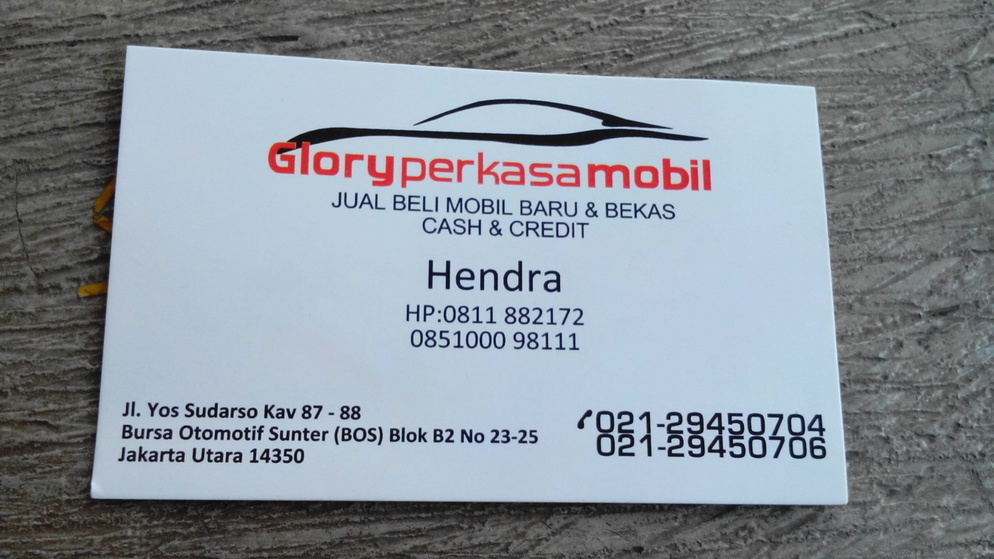 Gloryperkasamobil
JUAL BELI MOBIL BARU & BEKAS
CASH & CREDIT
Hendra
HP:0811 882172
0851000 98111
Jl. Yos Sudarso Kav 87 - 88
Bursa Otomotif Sunter (BOS) Blok B2 No 23-25
Jakarta Utara 14350
021-29450704
021-29450706